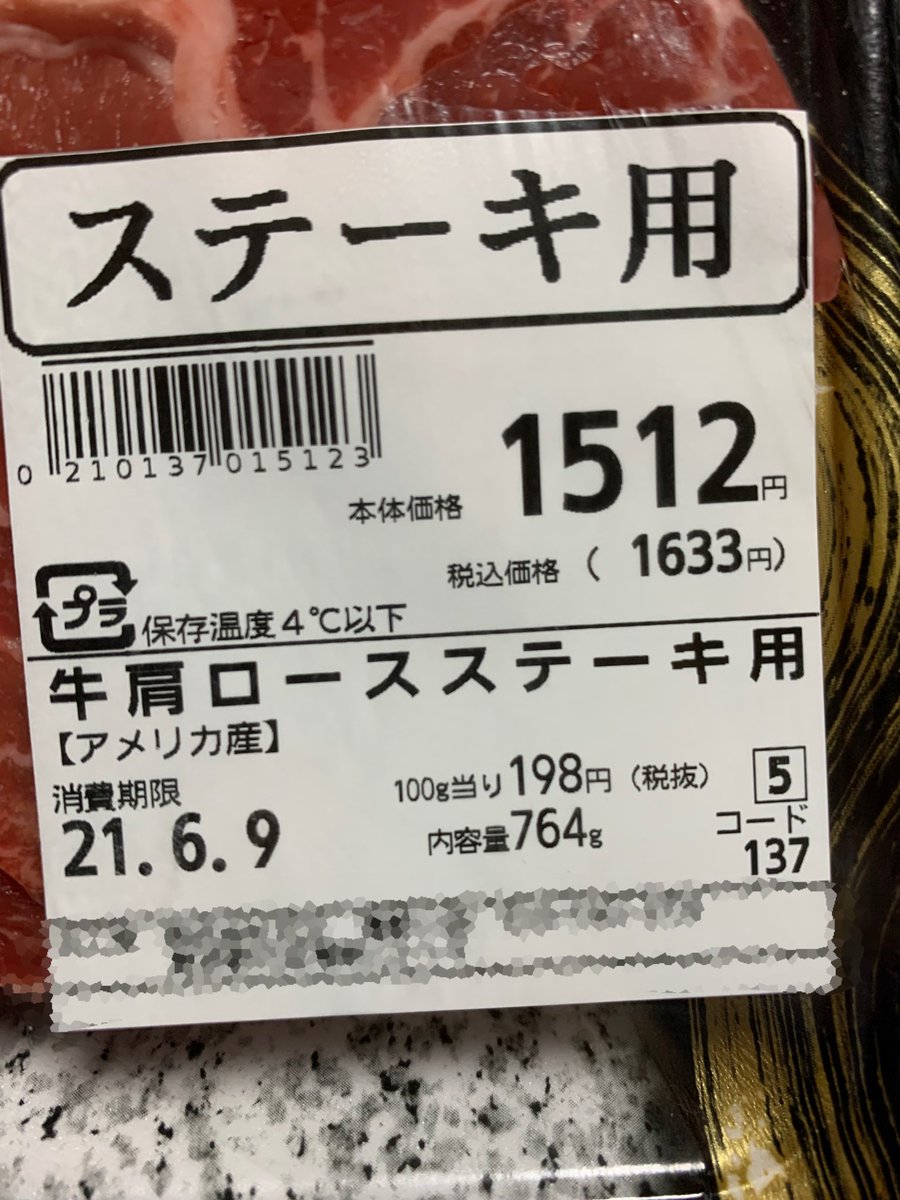 ステーキ用
0 210137 015123
本体価格 1512円
税込価格 ( 1633円)
プラ 保存温度4℃以下
牛肩ロースステーキ用
【アメリカ産】
消費期限 100g当り198円(税抜) 5
21.6.9 内容量764g コード
137